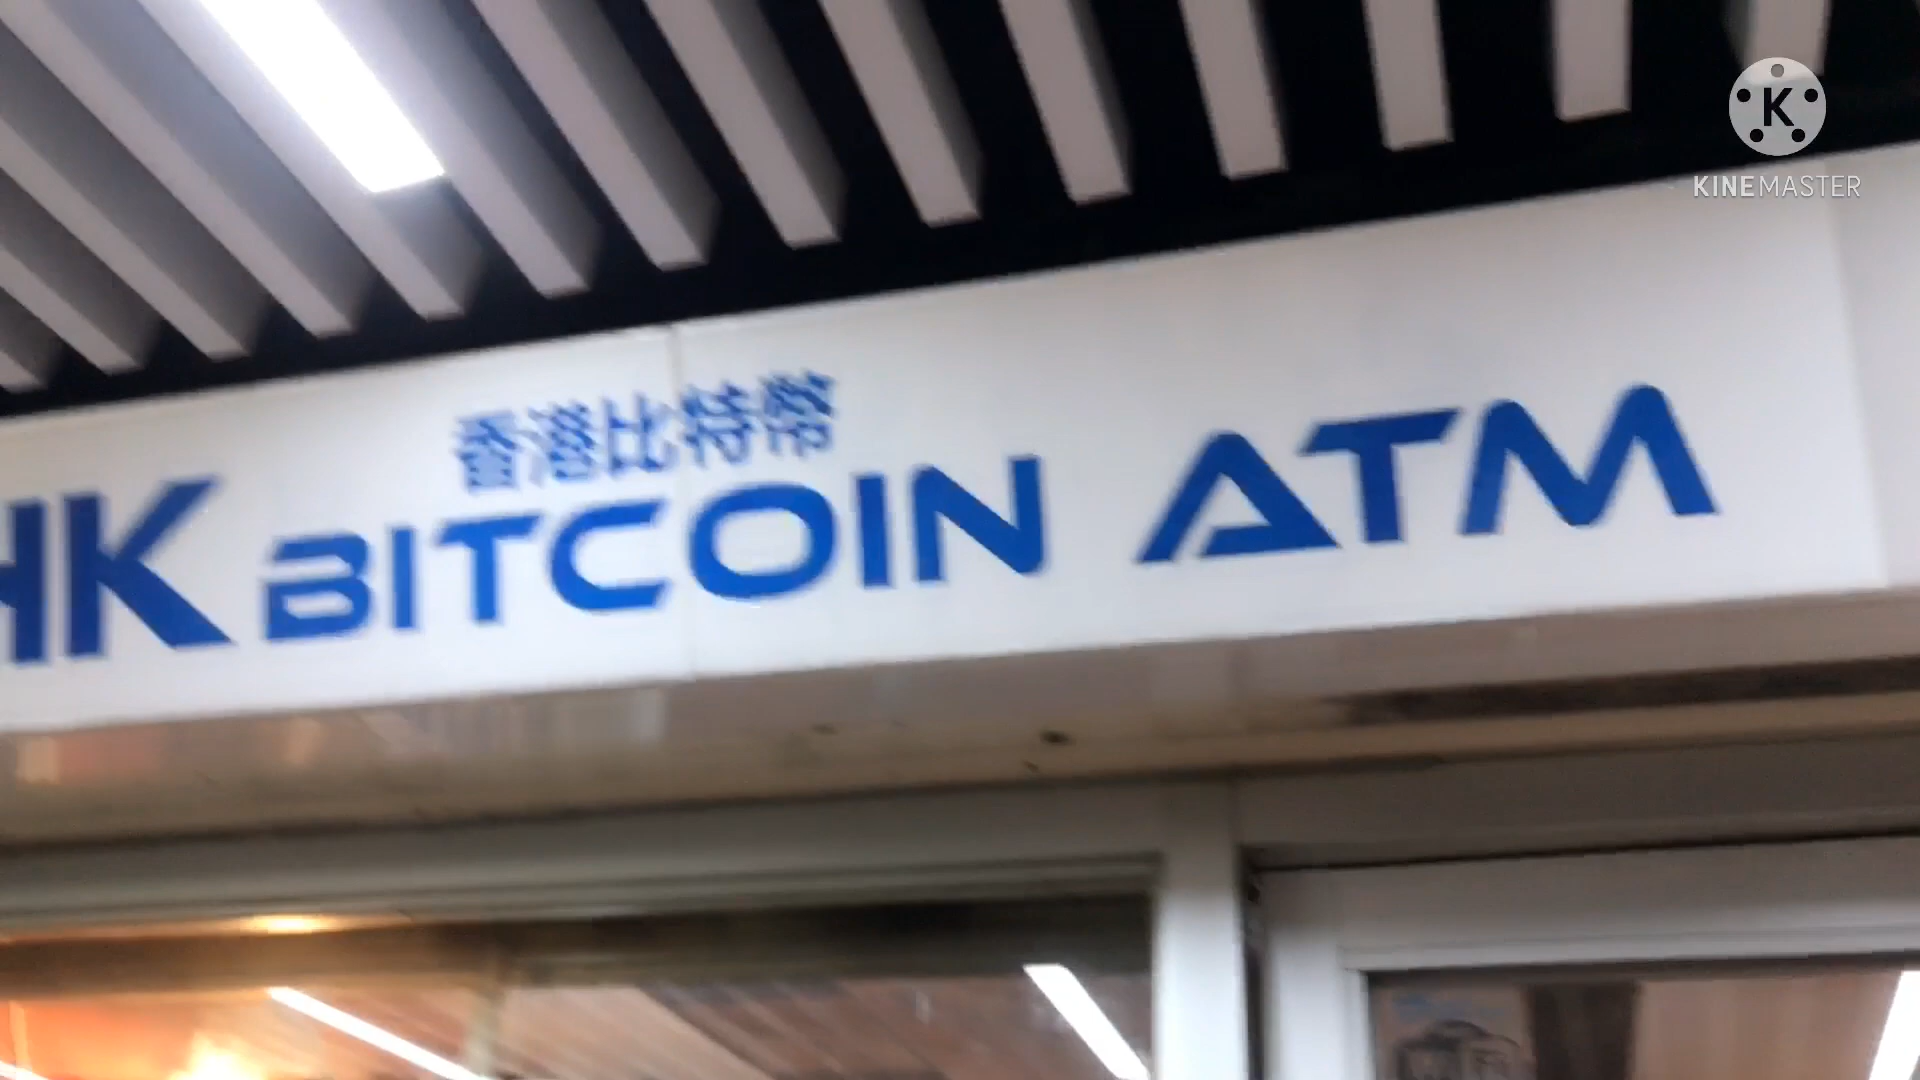 香港比特幣
HK BITCOIN ATM
K
KINEMASTER